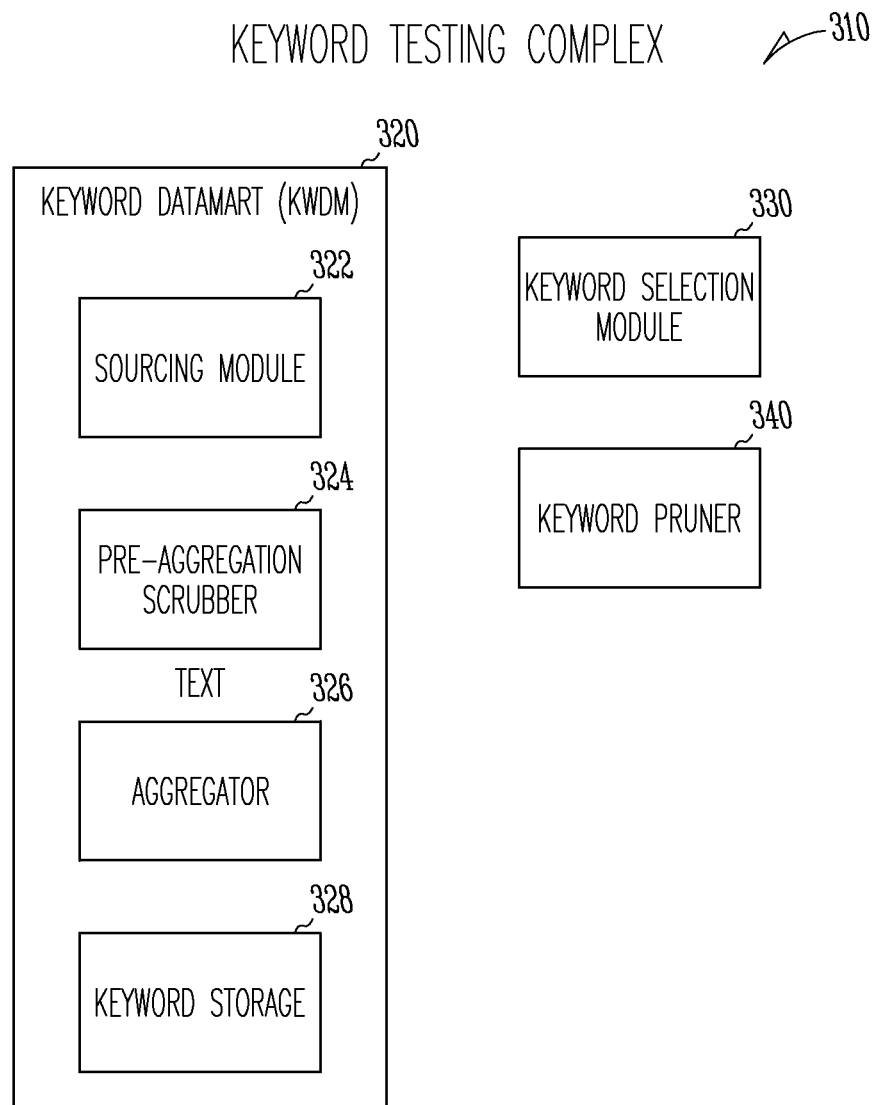 KEYWORD TESTING COMPLEX
310
320
KEYWORD DATAMART (KWDM)
322
SOURCING MODULE
324
PRE-AGGREGATION
SCRUBBER
TEXT
326
AGGREGATOR
328
KEYWORD STORAGE
330
KEYWORD SELECTION
MODULE
340
KEYWORD PRUNER